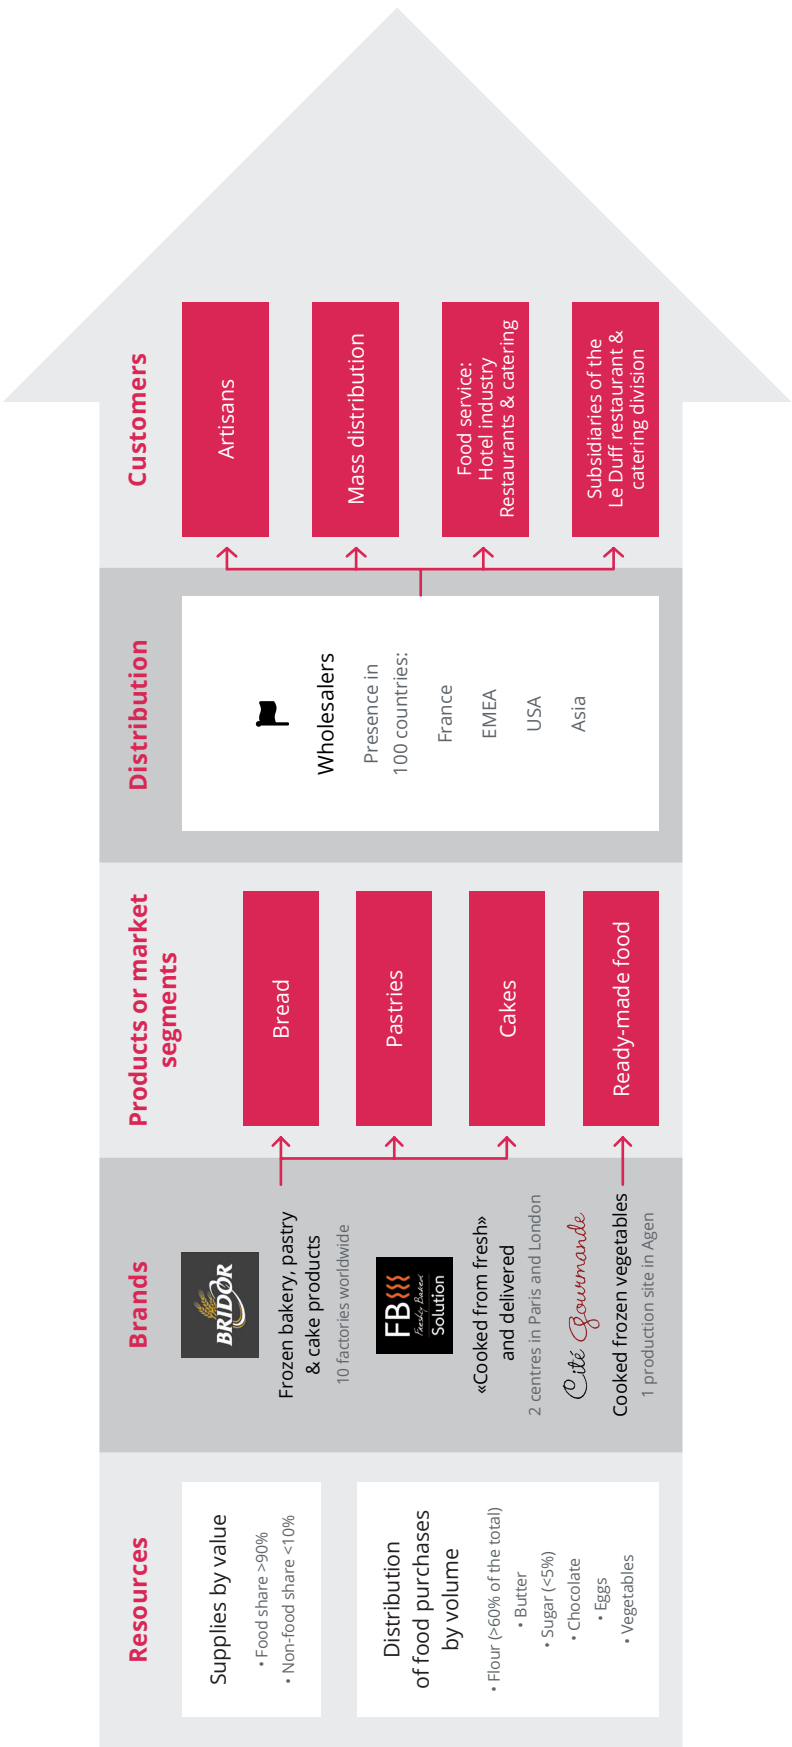 Resources
Supplies by value
• Food share >90%
• Non-food share <10%
Distribution
of food purchases
by volume
• Flour (>60% of the total)
• Butter
• Sugar (<5%)
• Chocolate
• Eggs
• Vegetables
Brands
BRIDOR
Frozen bakery, pastry
& cake products
10 factories worldwide
FB
Freshly Baked
Solution
«Cooked from fresh»
and delivered
2 centres in Paris and London
Cité Gourmande
Cooked frozen vegetables
1 production site in Agen
Products or market
segments
Bread
Pastries
Cakes
Ready-made food
Distribution
Wholesalers
Presence in
100 countries:
France
EMEA
USA
Asia
Customers
Artisans
Mass distribution
Food service:
Hotel industry
Restaurants & catering
Subsidiaries of the
Le Duff restaurant &
catering division